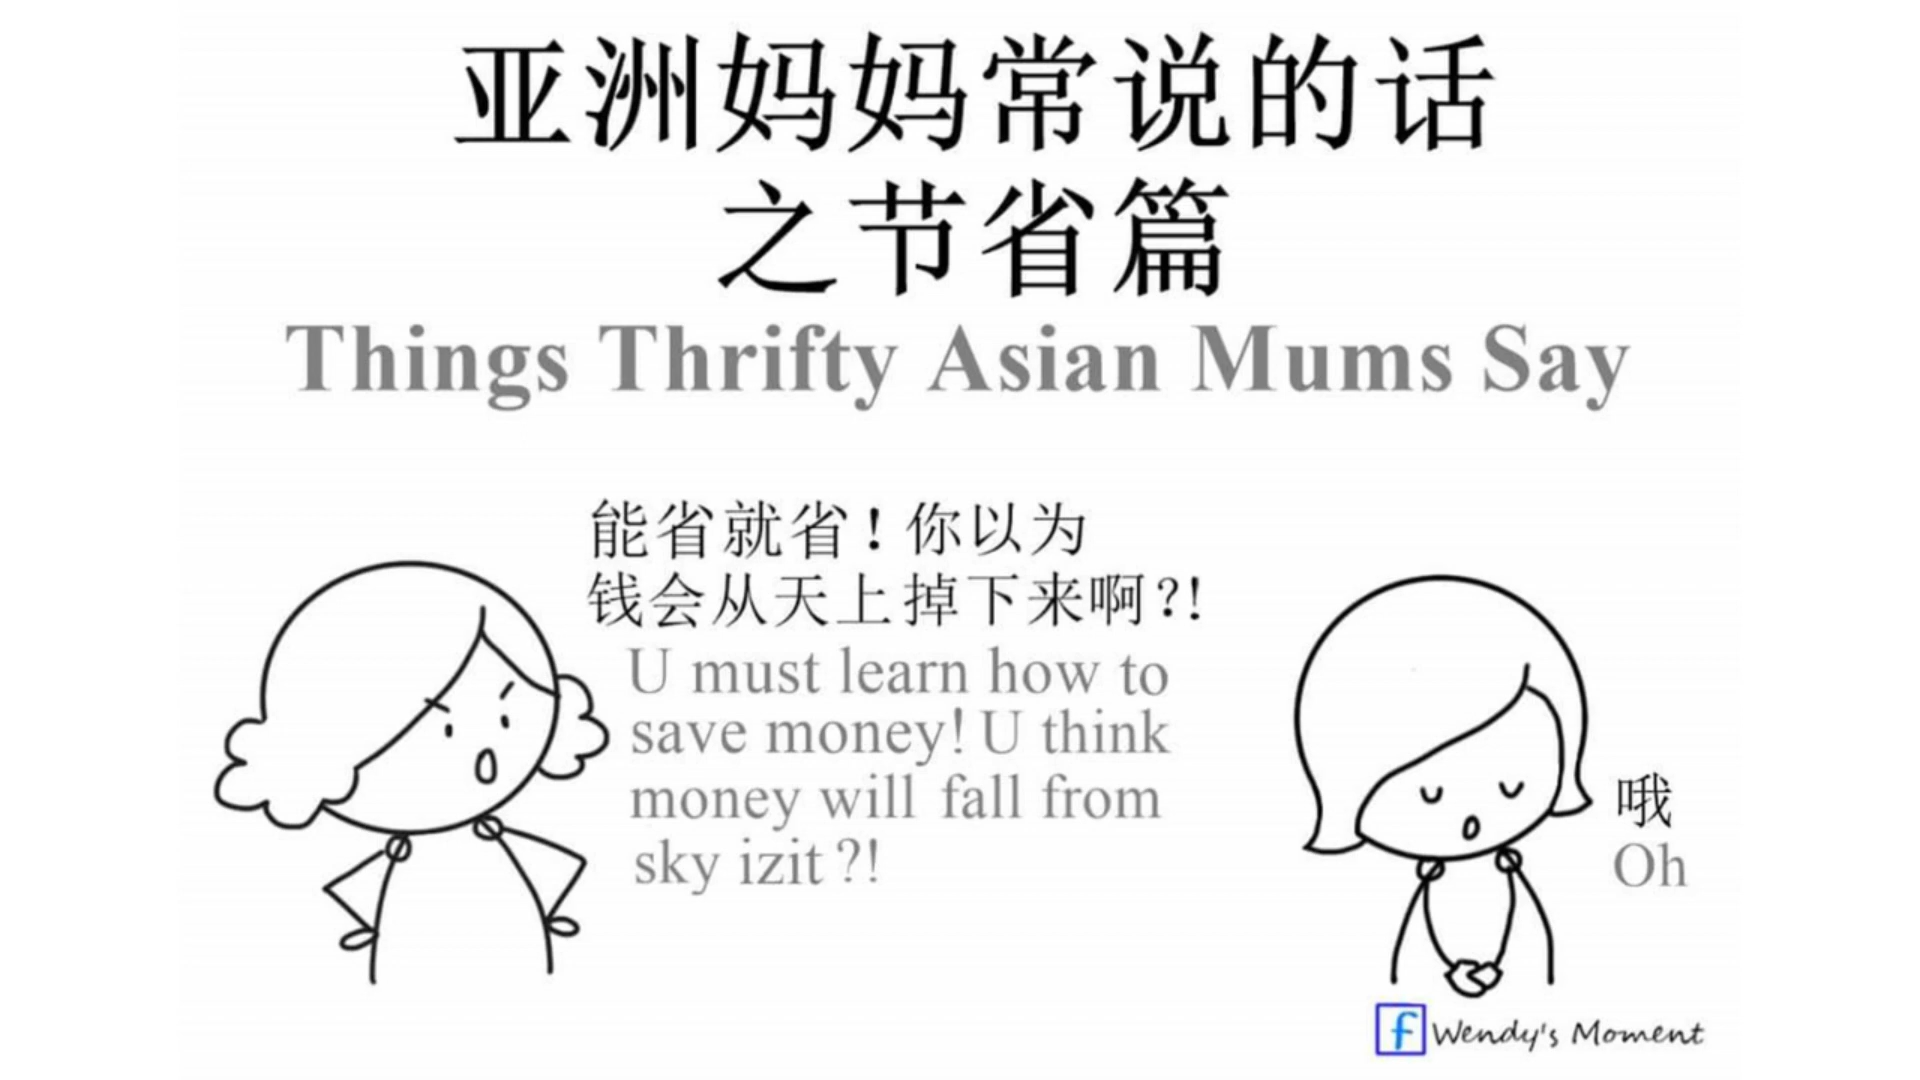 亚洲妈妈常说的话
之节省篇
Things Thrifty Asian Mums Say
能省就省！你以为
钱会从天上掉下来啊?!
U must learn how to
save money! U think
money will fall from
sky izit?!
哦
Oh
f Wendy's Moment